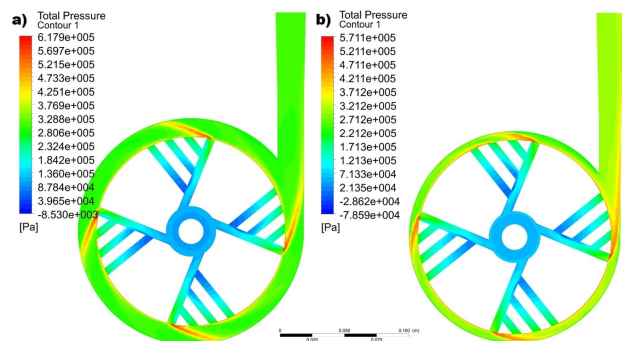 a)
Total Pressure
Contour 1
6.179e+005
5.697e+005
5.215e+005
4.733e+005
4.251e+005
3.769e+005
3.288e+005
2.806e+005
2.324e+005
1.842e+005
1.360e+005
8.784e+004
3.965e+004
-8.530e+003
[Pa]
b)
Total Pressure
Contour 1
5.711e+005
5.211e+005
4.711e+005
4.211e+005
3.712e+005
3.212e+005
2.712e+005
2.212e+005
1.713e+005
1.213e+005
7.133e+004
2.135e+004
-2.862e+004
-7.859e+004
[Pa]
0 0.050 0.100 (m)
0.025 0.075